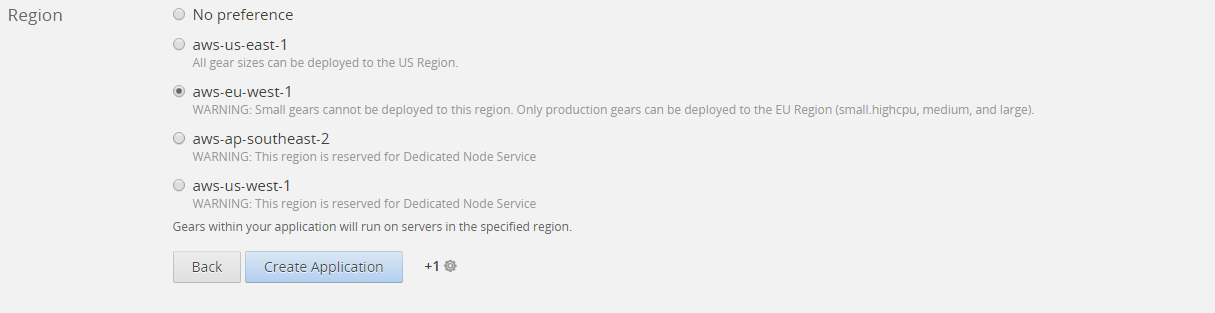 Region
No preference
aws-us-east-1
All gear sizes can be deployed to the US Region.
aws-eu-west-1
WARNING: Small gears cannot be deployed to this region. Only production gears can be deployed to the EU Region (small.highcpu, medium, and large).
aws-ap-southeast-2
WARNING: This region is reserved for Dedicated Node Service
aws-us-west-1
WARNING: This region is reserved for Dedicated Node Service
Gears within your application will run on servers in the specified region.
Back Create Application +1